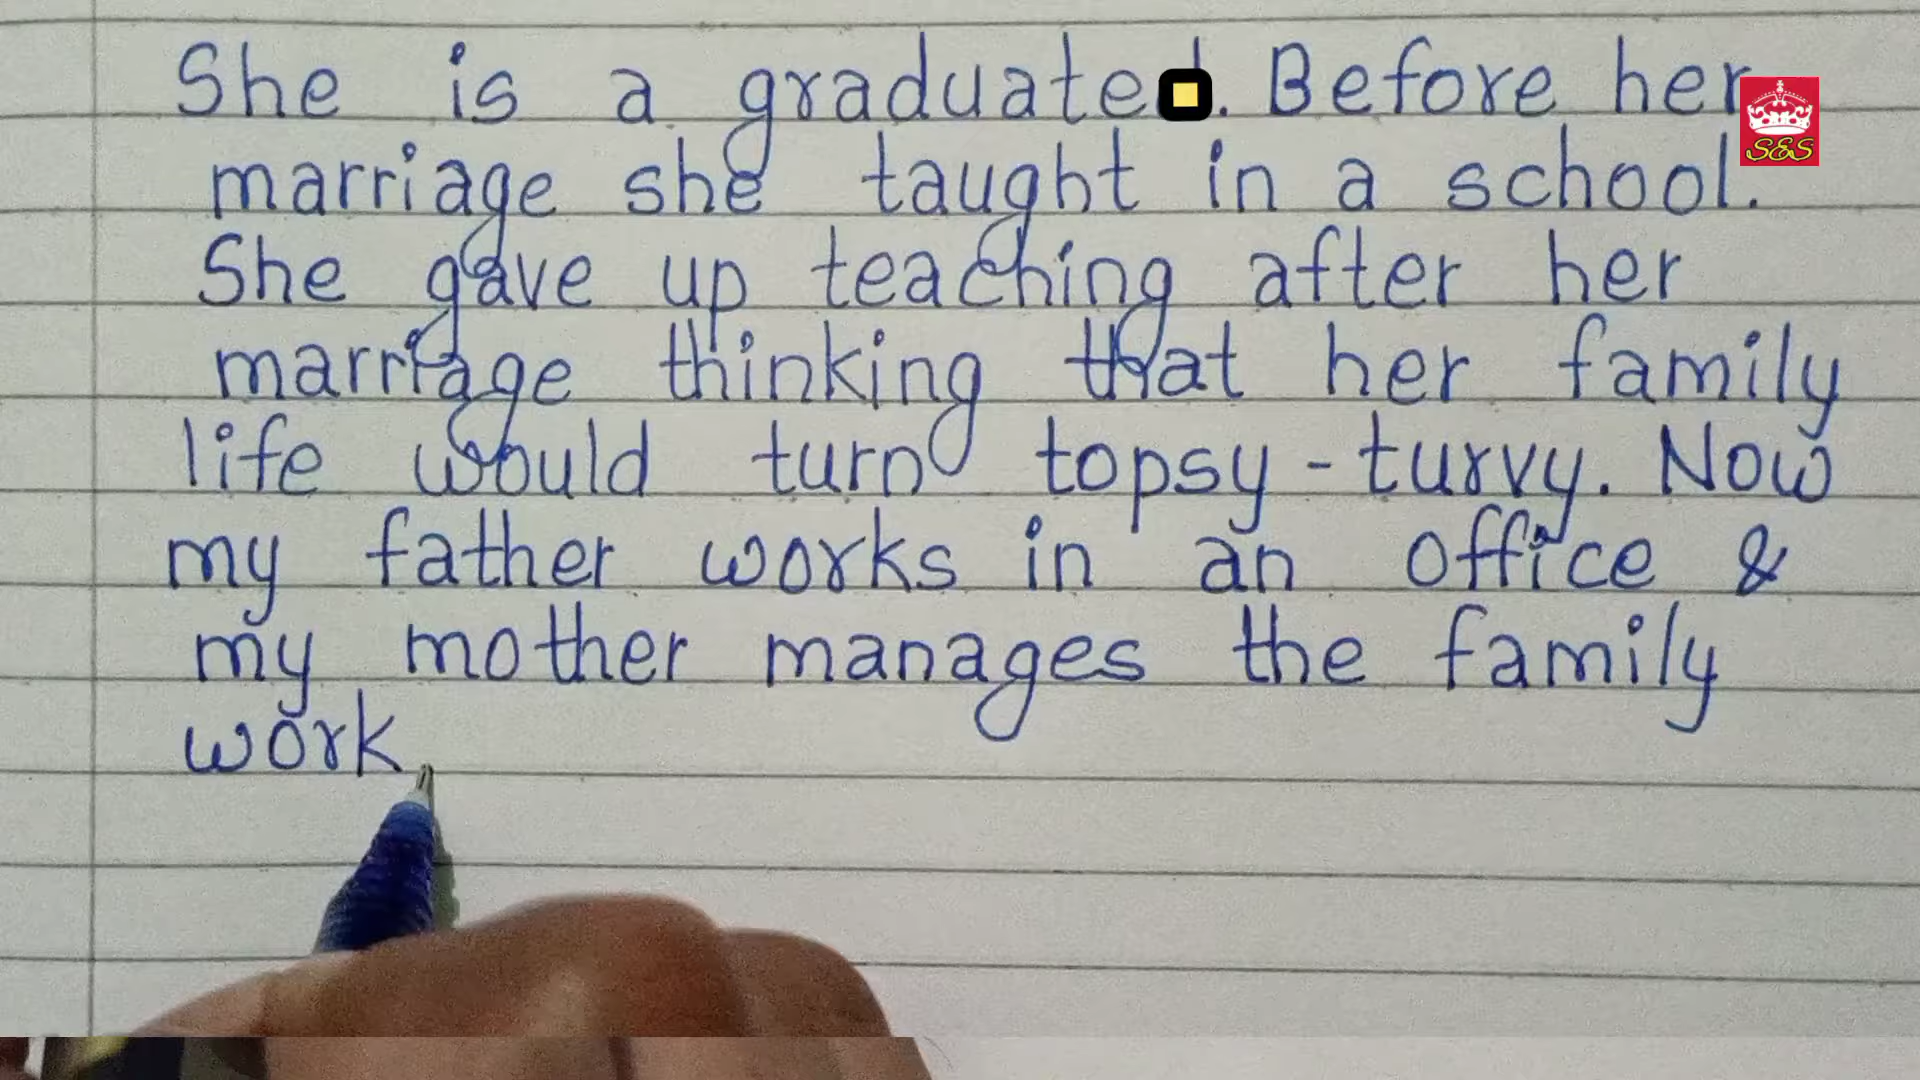 She is a graduated. Before her
marriage she taught in a school.
She gave up teaching after her
marriage thinking that her family
life would turn topsy-turvy. Now
my father works in an office &
my mother manages the family
work.
S&S